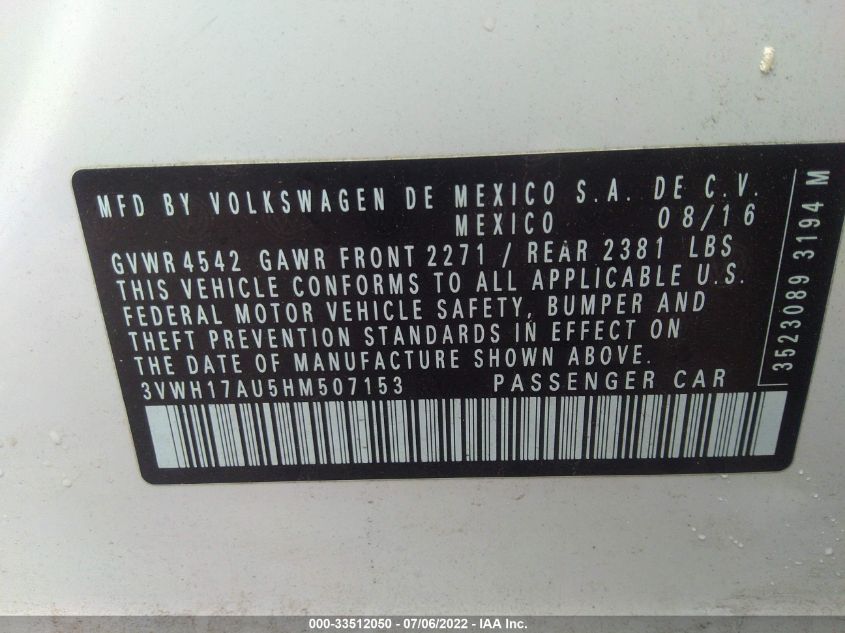 MFD BY VOLKSWAGEN DE MEXICO S.A. DE C.V.
MEXICO 08/16
GVWR 4542 GAWR FRONT 2271 / REAR 2381 LBS
THIS VEHICLE CONFORMS TO ALL APPLICABLE U.S.
FEDERAL MOTOR VEHICLE SAFETY, BUMPER AND
THEFT PREVENTION STANDARDS IN EFFECT ON
THE DATE OF MANUFACTURE SHOWN ABOVE.
3VWH17AU5HM507153 PASSENGER CAR
3523089 3194 M
000-33512050 - 07/06/2022 - IAA Inc.